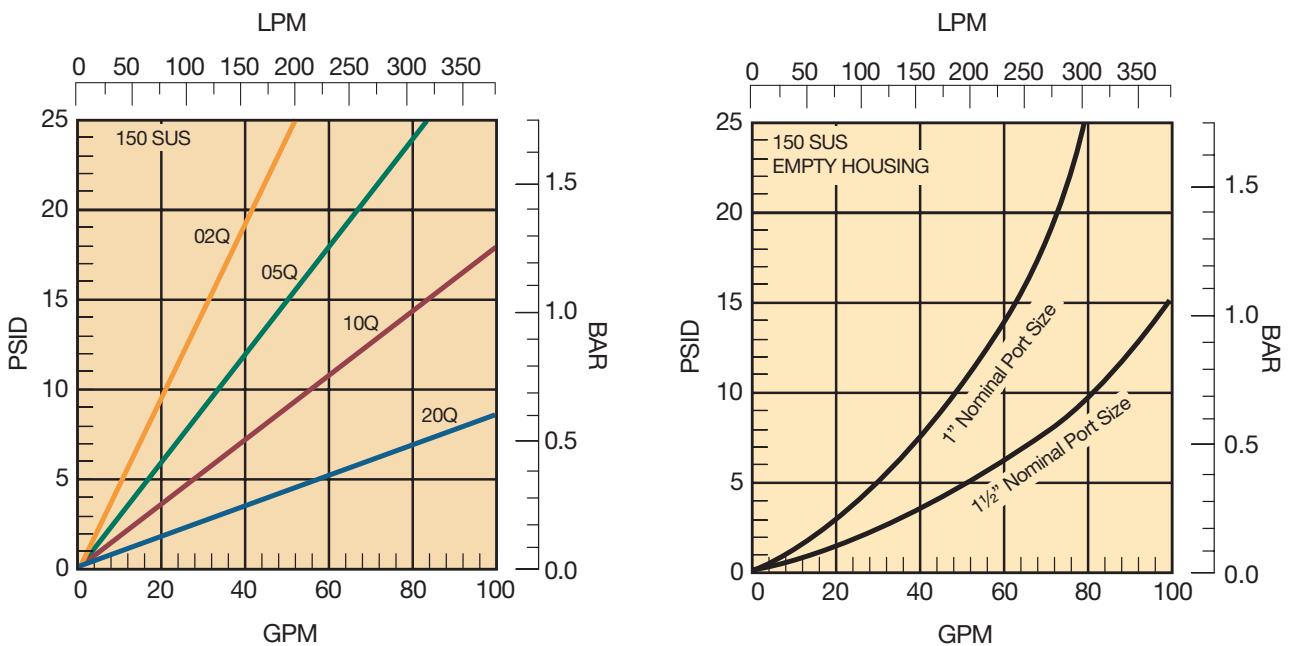 LPM
0 50 100 150 200 250 300 350
25
20
15
10
5
0
150 SUS
02Q
05Q
10Q
20Q
1.5
1.0
0.5
0.0
PSID
BAR
0 20 40 60 80 100
GPM
LPM
0 50 100 150 200 250 300 350
25
20
15
10
5
0
150 SUS
EMPTY HOUSING
1” Nominal Port Size
1½” Nominal Port Size
1.5
1.0
0.5
0.0
PSID
BAR
0 20 40 60 80 100
GPM